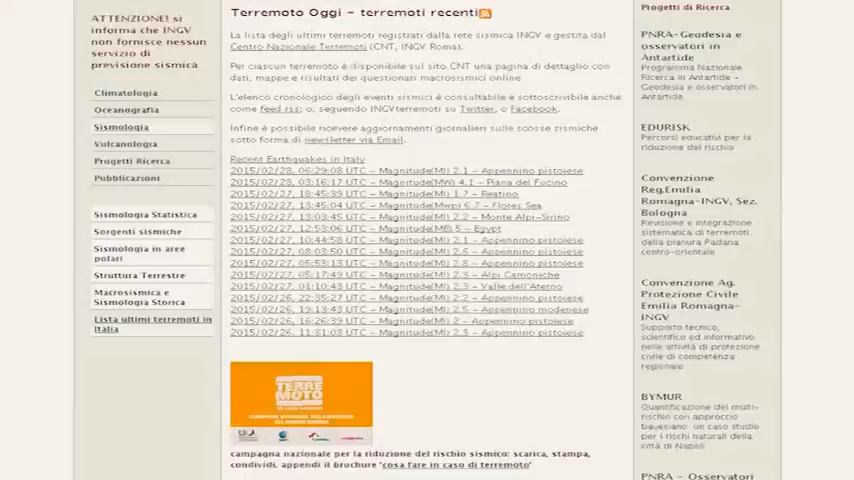 ATTENZIONE! si
informa che INGV
non fornisce nessun
servizio di
previsione sismica
Climatologia
Oceanografia
Sismologia
Vulcanologia
Progetti Ricerca
Pubblicazioni
Sismologia Statistica
Sorgenti sismiche
Sismologia in aree
polari
Struttura Terrestre
Macrosismica e
Sismologia Storica
Lista ultimi terremoti in
Italia
Terremoto Oggi - terremoti recenti
La lista degli ultimi terremoti registrati dalla rete sismica INGV e gestita dal
Centro Nazionale Terremoti (CNT, INGV Roma).
Per ciascun terremoto è disponibile sul sito CNT una pagina di dettaglio con
dati, mappe e risultati dei questionari macrosismici online
L'elenco cronologico degli eventi sismici è consultabile e sottoscrivibile anche
come feed rss; o, seguendo INGVterremoti su Twitter, o Facebook.
Infine è possibile ricevere aggiornamenti giornalieri sulle scosse sismiche
sotto forma di newsletter via Email.
Recent Earthquakes in Italy
2015/02/28, 06:29:08 UTC - Magnitude(Ml) 2.1 - Appennino pistoiese
2015/02/28, 03:16:17 UTC - Magnitude(MW) 4.1 - Piana del Fucino
2015/02/27, 18:45:39 UTC - Magnitude(Ml) 1.7 - Reatino
2015/02/27, 13:45:04 UTC - Magnitude(Mwp) 6.7 - Flores Sea
2015/02/27, 13:03:45 UTC - Magnitude(Ml) 2.2 - Monte Alpi-Sirino
2015/02/27, 12:53:06 UTC - Magnitude(MB) 5 - Egypt
2015/02/27, 10:44:58 UTC - Magnitude(Ml) 2.1 - Appennino pistoiese
2015/02/27, 08:03:50 UTC - Magnitude(Ml) 2.6 - Appennino pistoiese
2015/02/27, 05:53:13 UTC - Magnitude(Ml) 2.8 - Appennino pistoiese
2015/02/27, 05:17:49 UTC - Magnitude(Ml) 2.3 - Alpi Camoniche
2015/02/27, 01:10:43 UTC - Magnitude(Ml) 2.3 - Valle dell'Aterno
2015/02/26, 22:35:27 UTC - Magnitude(Ml) 2.2 - Appennino pistoiese
2015/02/26, 19:13:43 UTC - Magnitude(Ml) 2.5 - Appennino modenese
2015/02/26, 16:26:39 UTC - Magnitude(Ml) 2 - Appennino pistoiese
2015/02/26, 11:31:03 UTC - Magnitude(Ml) 2.3 - Appennino pistoiese
TERRE
MOTO
campagna nazionale per la riduzione del rischio sismico: scarica, stampa,
condividi, appendi il brochure 'cosa fare in caso di terremoto'
Progetti di Ricerca
PNRA-Geodesia e
osservatori in
Antartide
Programma Nazionale
Ricerca in Antartide -
Geodesia e osservatori in
Antartide
EDURISK
Percorsi educativi per la
riduzione del rischio
Convenzione
Reg.Emilia
Romagna-INGV, Sez.
Bologna
Revisione e integrazione
sistematica di terremoti
della pianura Padana
centro-orientale
Convenzione Ag.
Protezione Civile
Emilia Romagna-
INGV
Supporto tecnico,
scientifico ed informativo
nelle attività di protezione
civile di competenza
regionale
BYMUR
Quantificazione del multi-
rischio con approccio
bayesiano: un caso studio
per i rischi naturali della
città di Napoli
PNRA - Osservatori